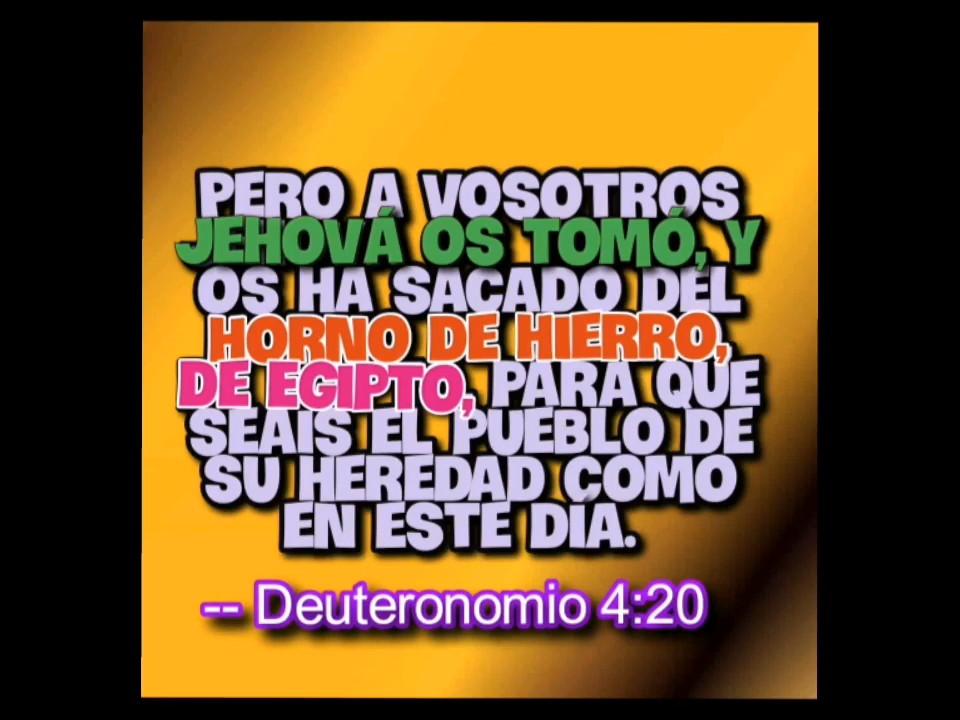 PERO A VOSOTROS
JEHOVÁ OS TOMÓ, Y
OS HA SACADO DEL
HORNO DE HIERRO,
DE EGIPTO, PARA QUE
SEÁIS EL PUEBLO DE
SU HEREDAD COMO
EN ESTE DÍA.
-- Deuteronomio 4:20